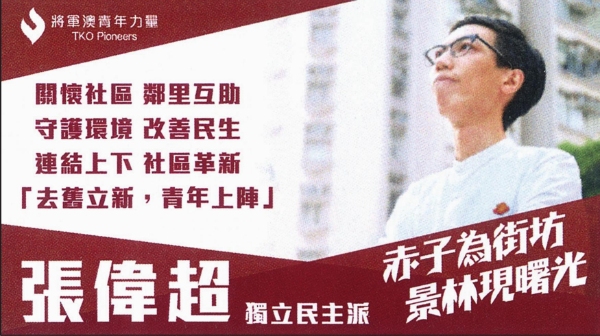 將軍澳青年力量
TKO Pioneers
關懷社區 鄰里互助
守護環境 改善民生
連結上下 社區革新
「去舊立新，青年上陣」
張偉超 獨立民主派
赤子為街坊
景林現曙光